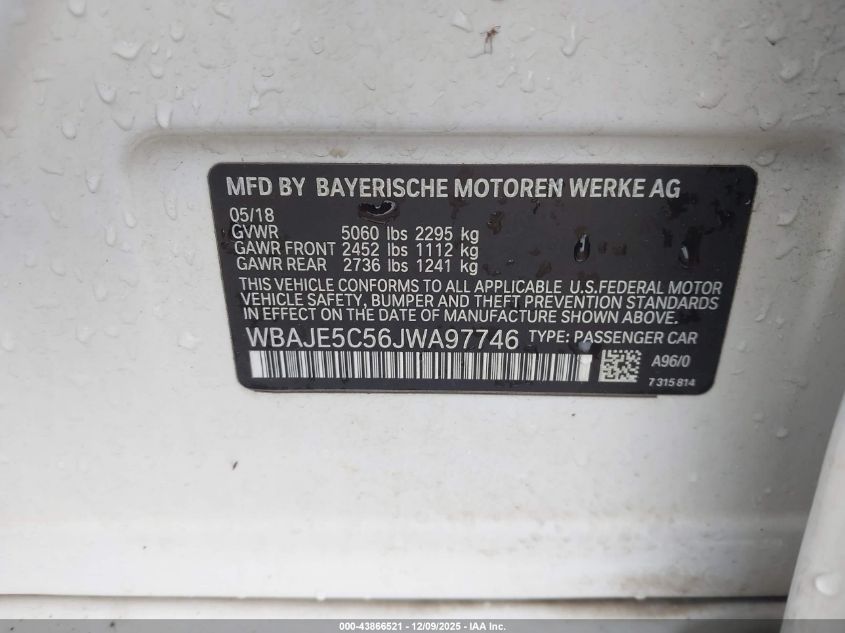 MFD BY BAYERISCHE MOTOREN WERKE AG
05/18
GVWR 5060 lbs 2295 kg
GAWR FRONT 2452 lbs 1112 kg
GAWR REAR 2736 lbs 1241 kg
THIS VEHICLE CONFORMS TO ALL APPLICABLE U.S.FEDERAL MOTOR
VEHICLE SAFETY, BUMPER AND THEFT PREVENTION STANDARDS
IN EFFECT ON THE DATE OF MANUFACTURE SHOWN ABOVE.
WBAJE5C56JWA97746 TYPE: PASSENGER CAR
A96/0
7 315 814
000-43866521 - 12/09/2025 - IAA Inc.